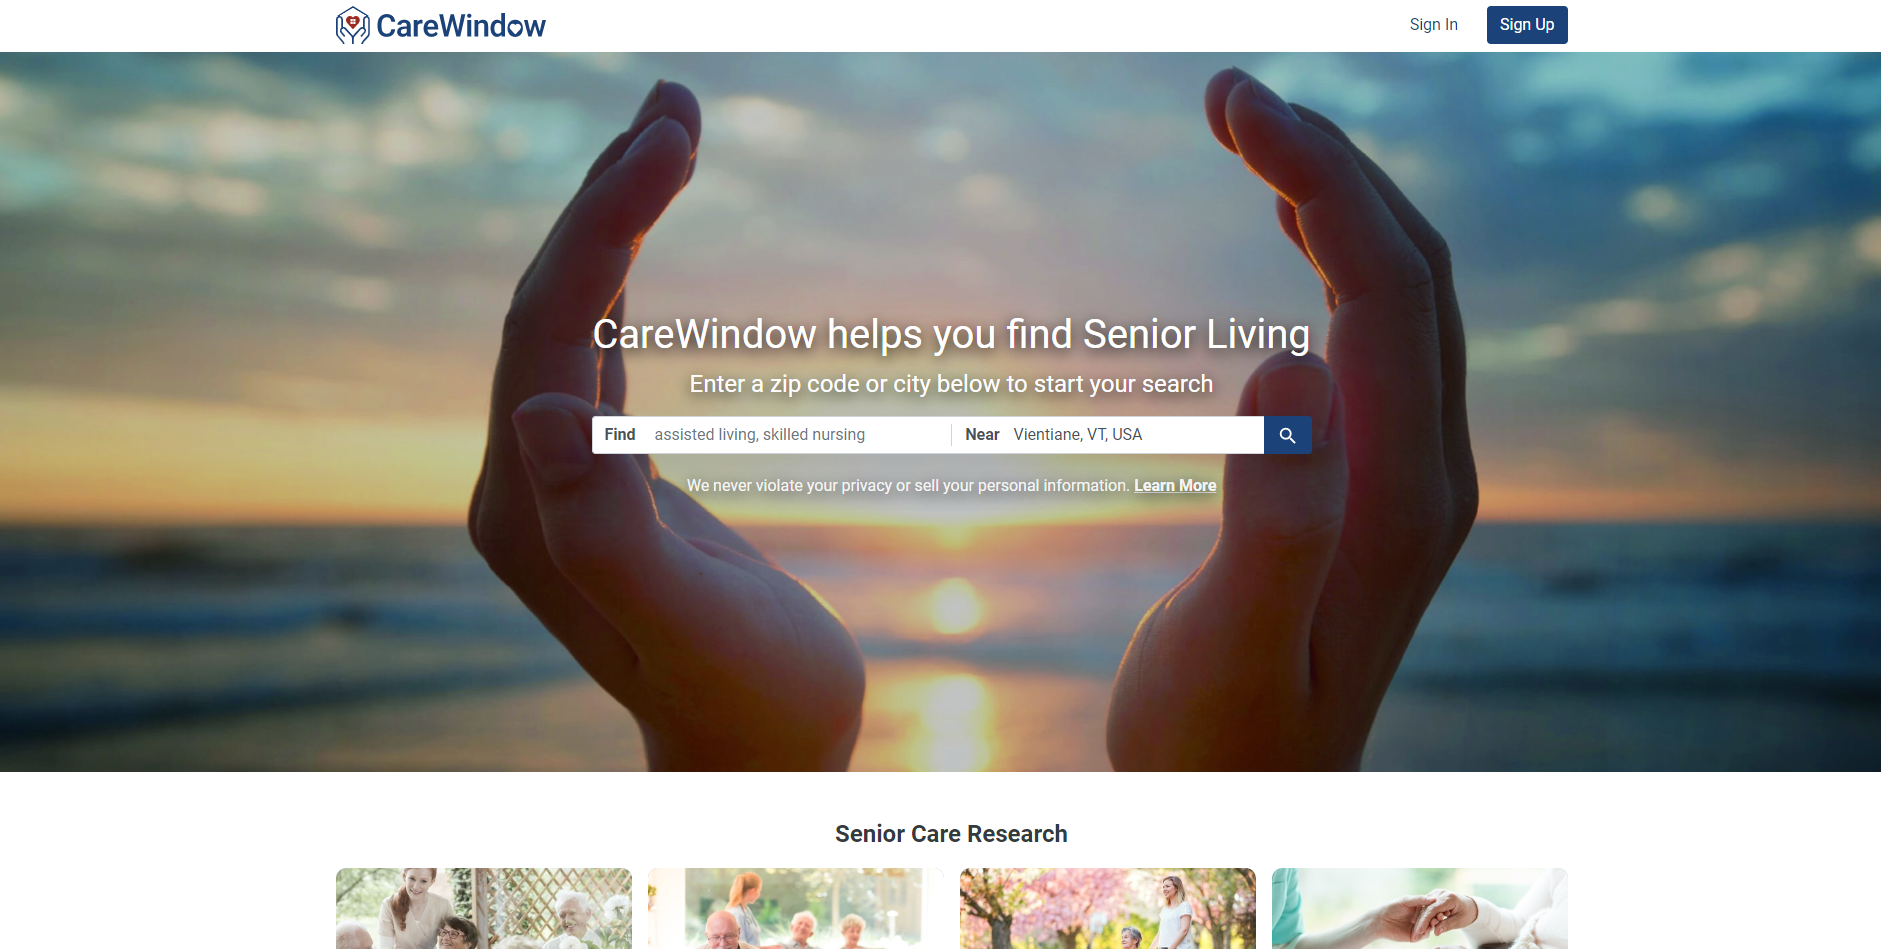 CareWindow
Sign In
Sign Up
CareWindow helps you find Senior Living
Enter a zip code or city below to start your search
Find assisted living, skilled nursing Near Vientiane, VT, USA
We never violate your privacy or sell your personal information. Learn More
Senior Care Research